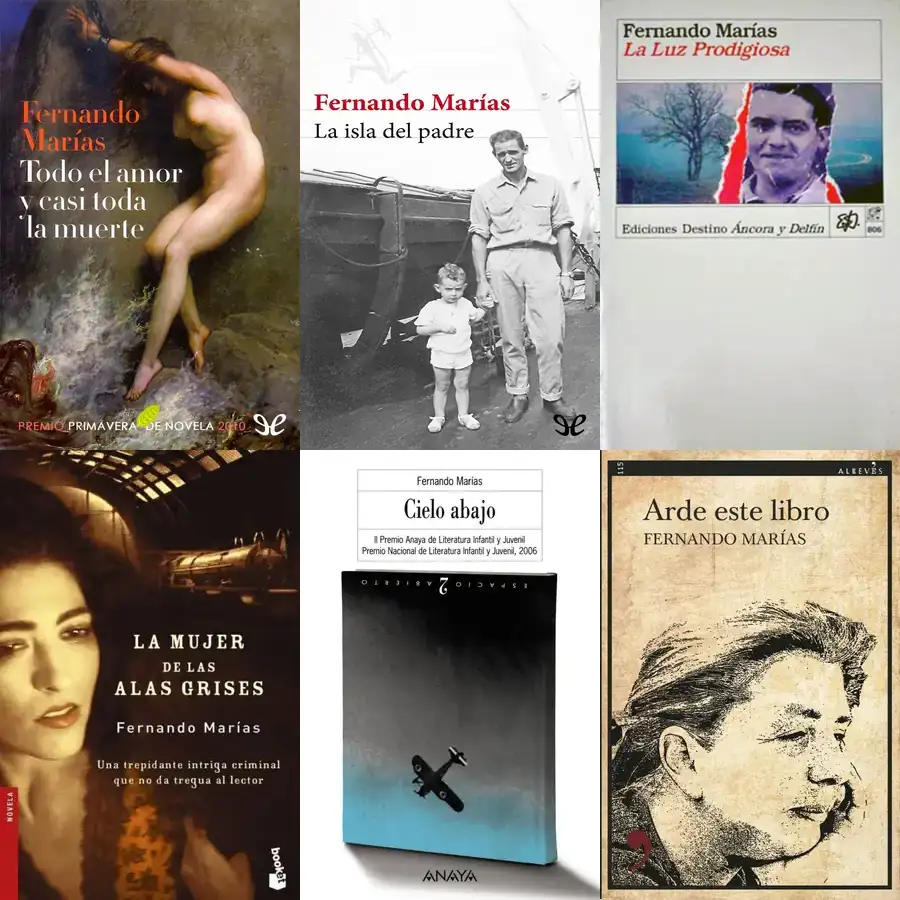 Fernando
Marías
Todo el amor
y casi toda
la muerte
PREMIO PRIMAVERA DE NOVELA 2010
Fernando Marías
La isla del padre
Fernando Marías
La Luz Prodigiosa
Ediciones Destino Áncora y Delfín
806
LA MUJER
DE LAS
ALAS GRISES
Fernando Marías
Una trepidante intriga criminal
que no da tregua al lector
NOVELA
booket
Fernando Marías
Cielo abajo
II Premio Anaya de Literatura Infantil y Juvenil
Premio Nacional de Literatura Infantil y Juvenil, 2006
ESPACIO ABIERTO
2
ANAYA
115
ALREVÉS
Arde este libro
FERNANDO MARÍAS